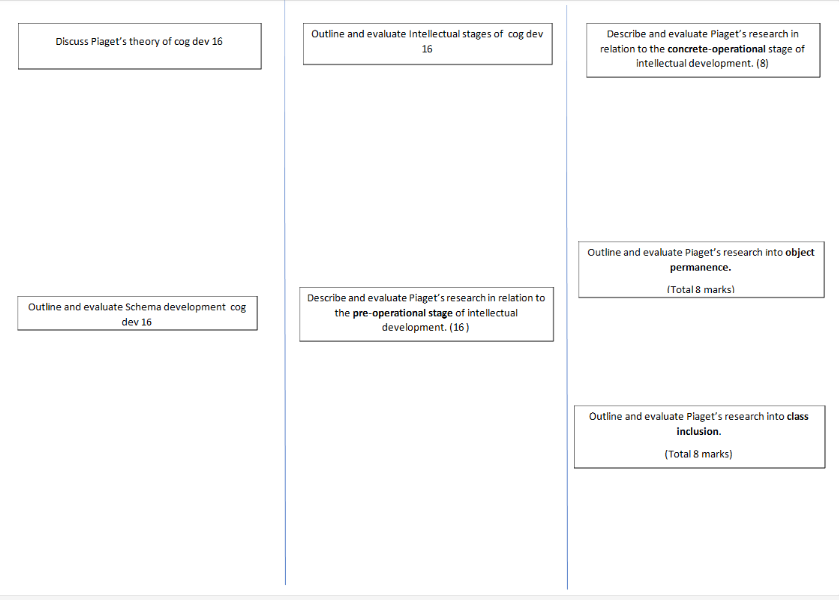 Discuss Piaget's theory of cog dev 16
Outline and evaluate Schema development cog
dev 16
Outline and evaluate Intellectual stages of cog dev
16
Describe and evaluate Piaget's research in relation to
the pre-operational stage of intellectual
development. (16)
Describe and evaluate Piaget's research in
relation to the concrete-operational stage of
intellectual development. (8)
Outline and evaluate Piaget's research into object
permanence.
(Total 8 marks)
Outline and evaluate Piaget's research into class
inclusion.
(Total 8 marks)